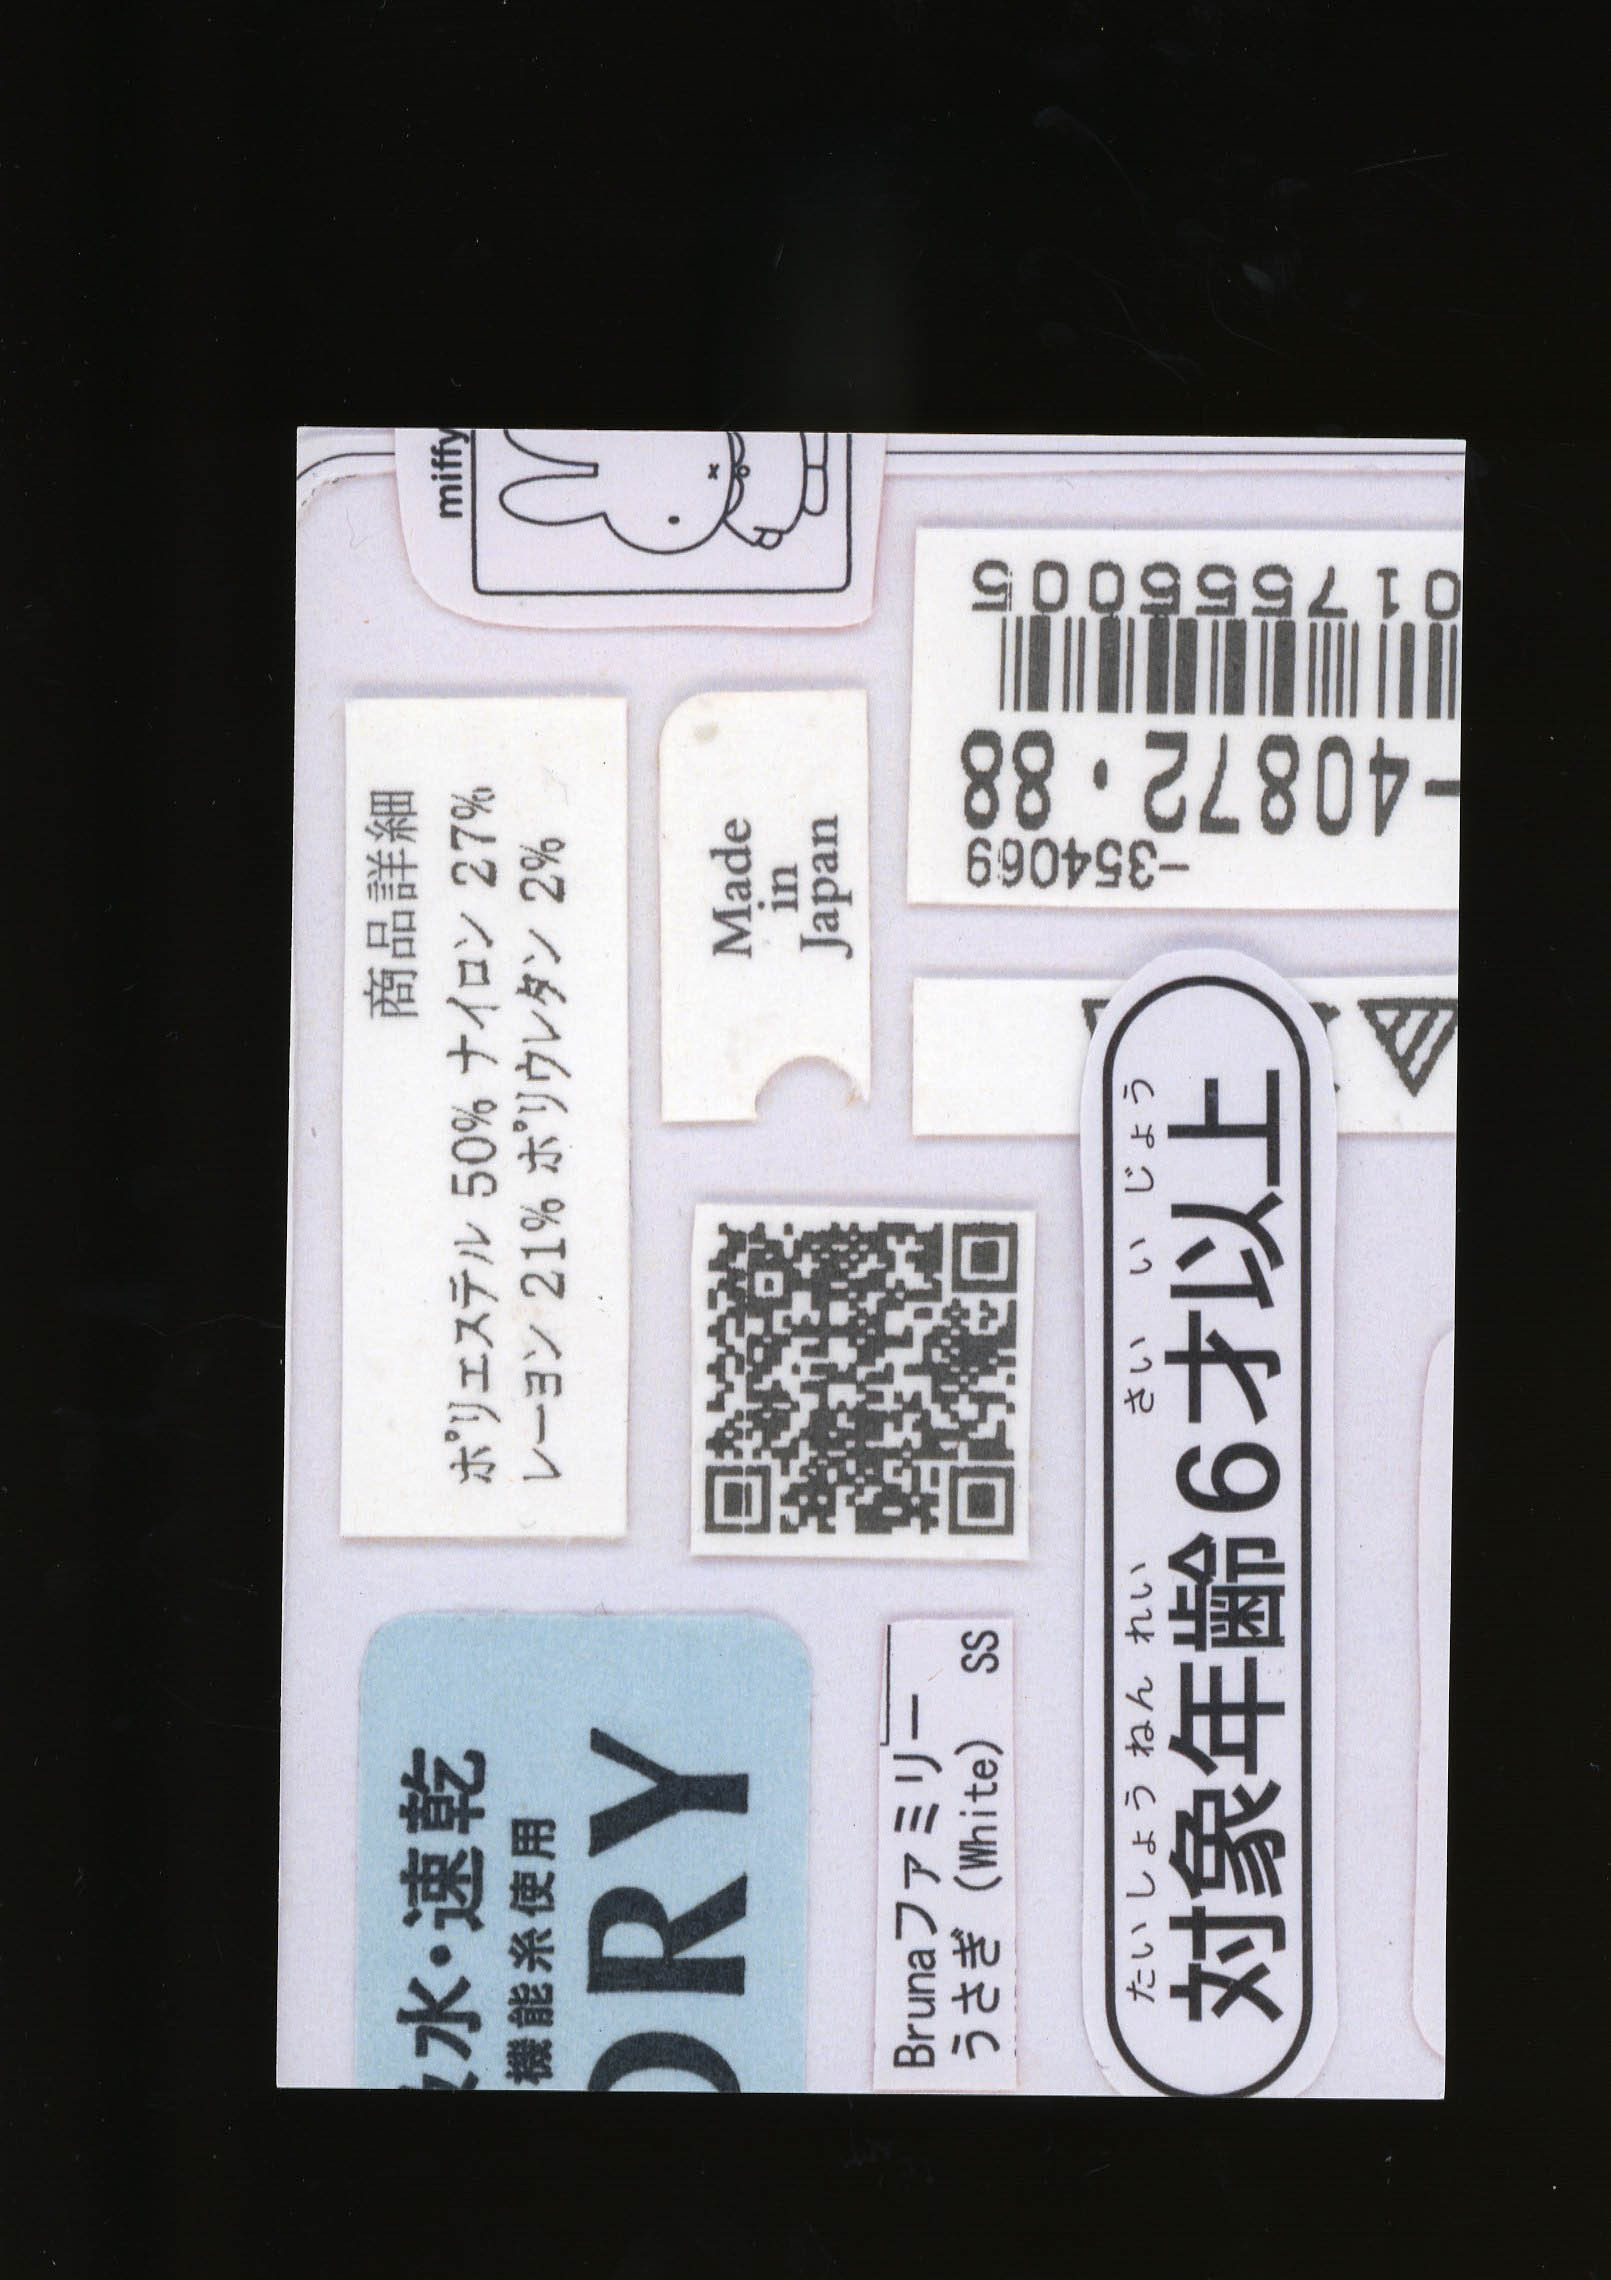 miffy
商品詳細
ポリエステル 50% ナイロン 27%
レーヨン 21% ポリウレタン 2%
Made
in
Japan
017555005
-40872・88
-354069
水・速乾
機能糸使用
DRY
Brunaファミリー
うさぎ (White) SS
たいしょうねんれい さいいじょう
対象年齢6才以上